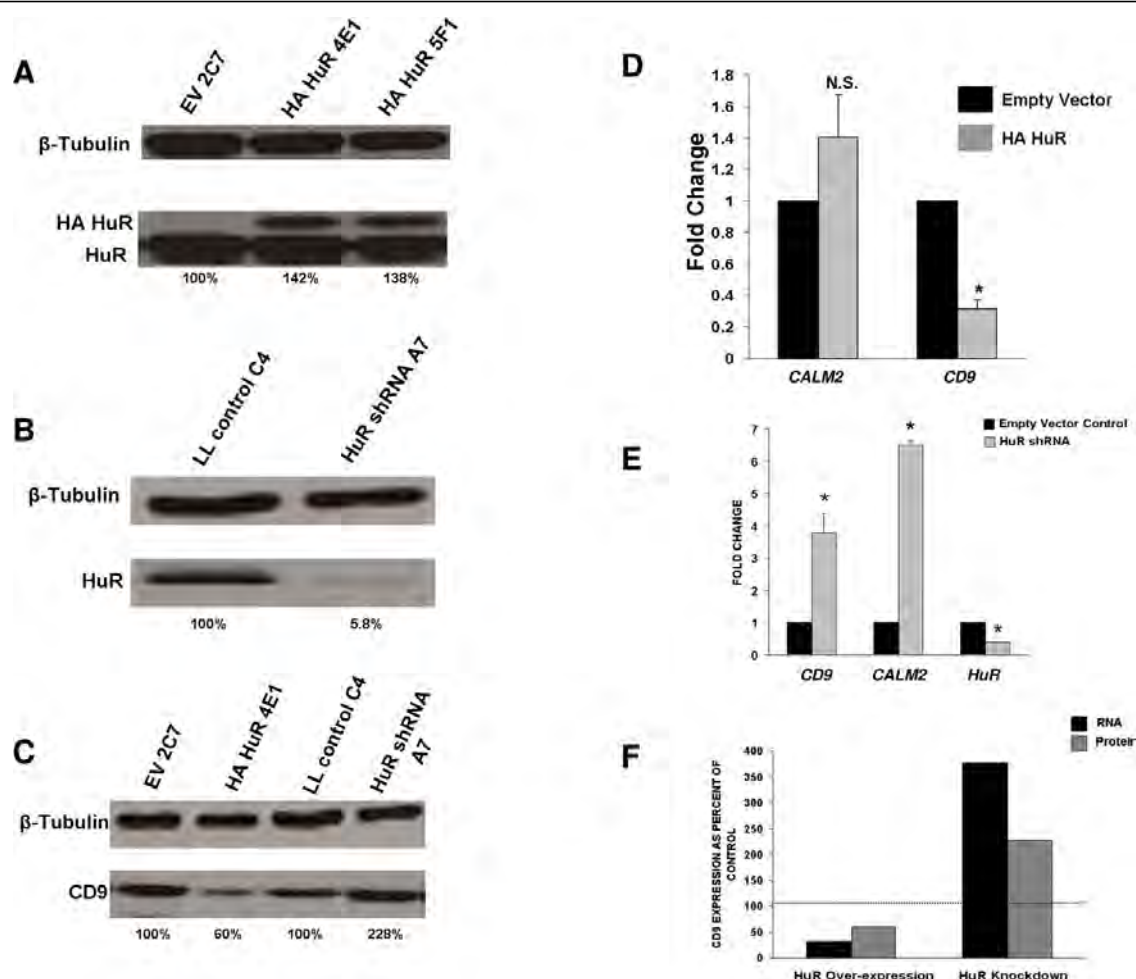 A
EV 2C7
HA HuR 4E1
HA HuR 5F1
β-Tubulin
HA HuR
HuR
100% 142% 138%
B
LL control C4
HuR shRNA A7
β-Tubulin
HuR
100% 5.8%
C
EV 2C7
HA HuR 4E1
LL control C4
HuR shRNA
A7
β-Tubulin
CD9
100% 60% 100% 228%
D
Fold Change
1.8
1.6
1.4
1.2
1
0.8
0.6
0.4
0.2
0
N.S.
*
Empty Vector
HA HuR
CALM2 CD9
E
FOLD CHANGE
7
6
5
4
3
2
1
0
*
*
*
Empty Vector Control
HuR shRNA
CD9 CALM2 HuR
F
CD9 EXPRESSION AS PERCENT OF
CONTROL
400
350
300
250
200
150
100
50
0
RNA
Protein
HuR Over-expression HuR Knockdown